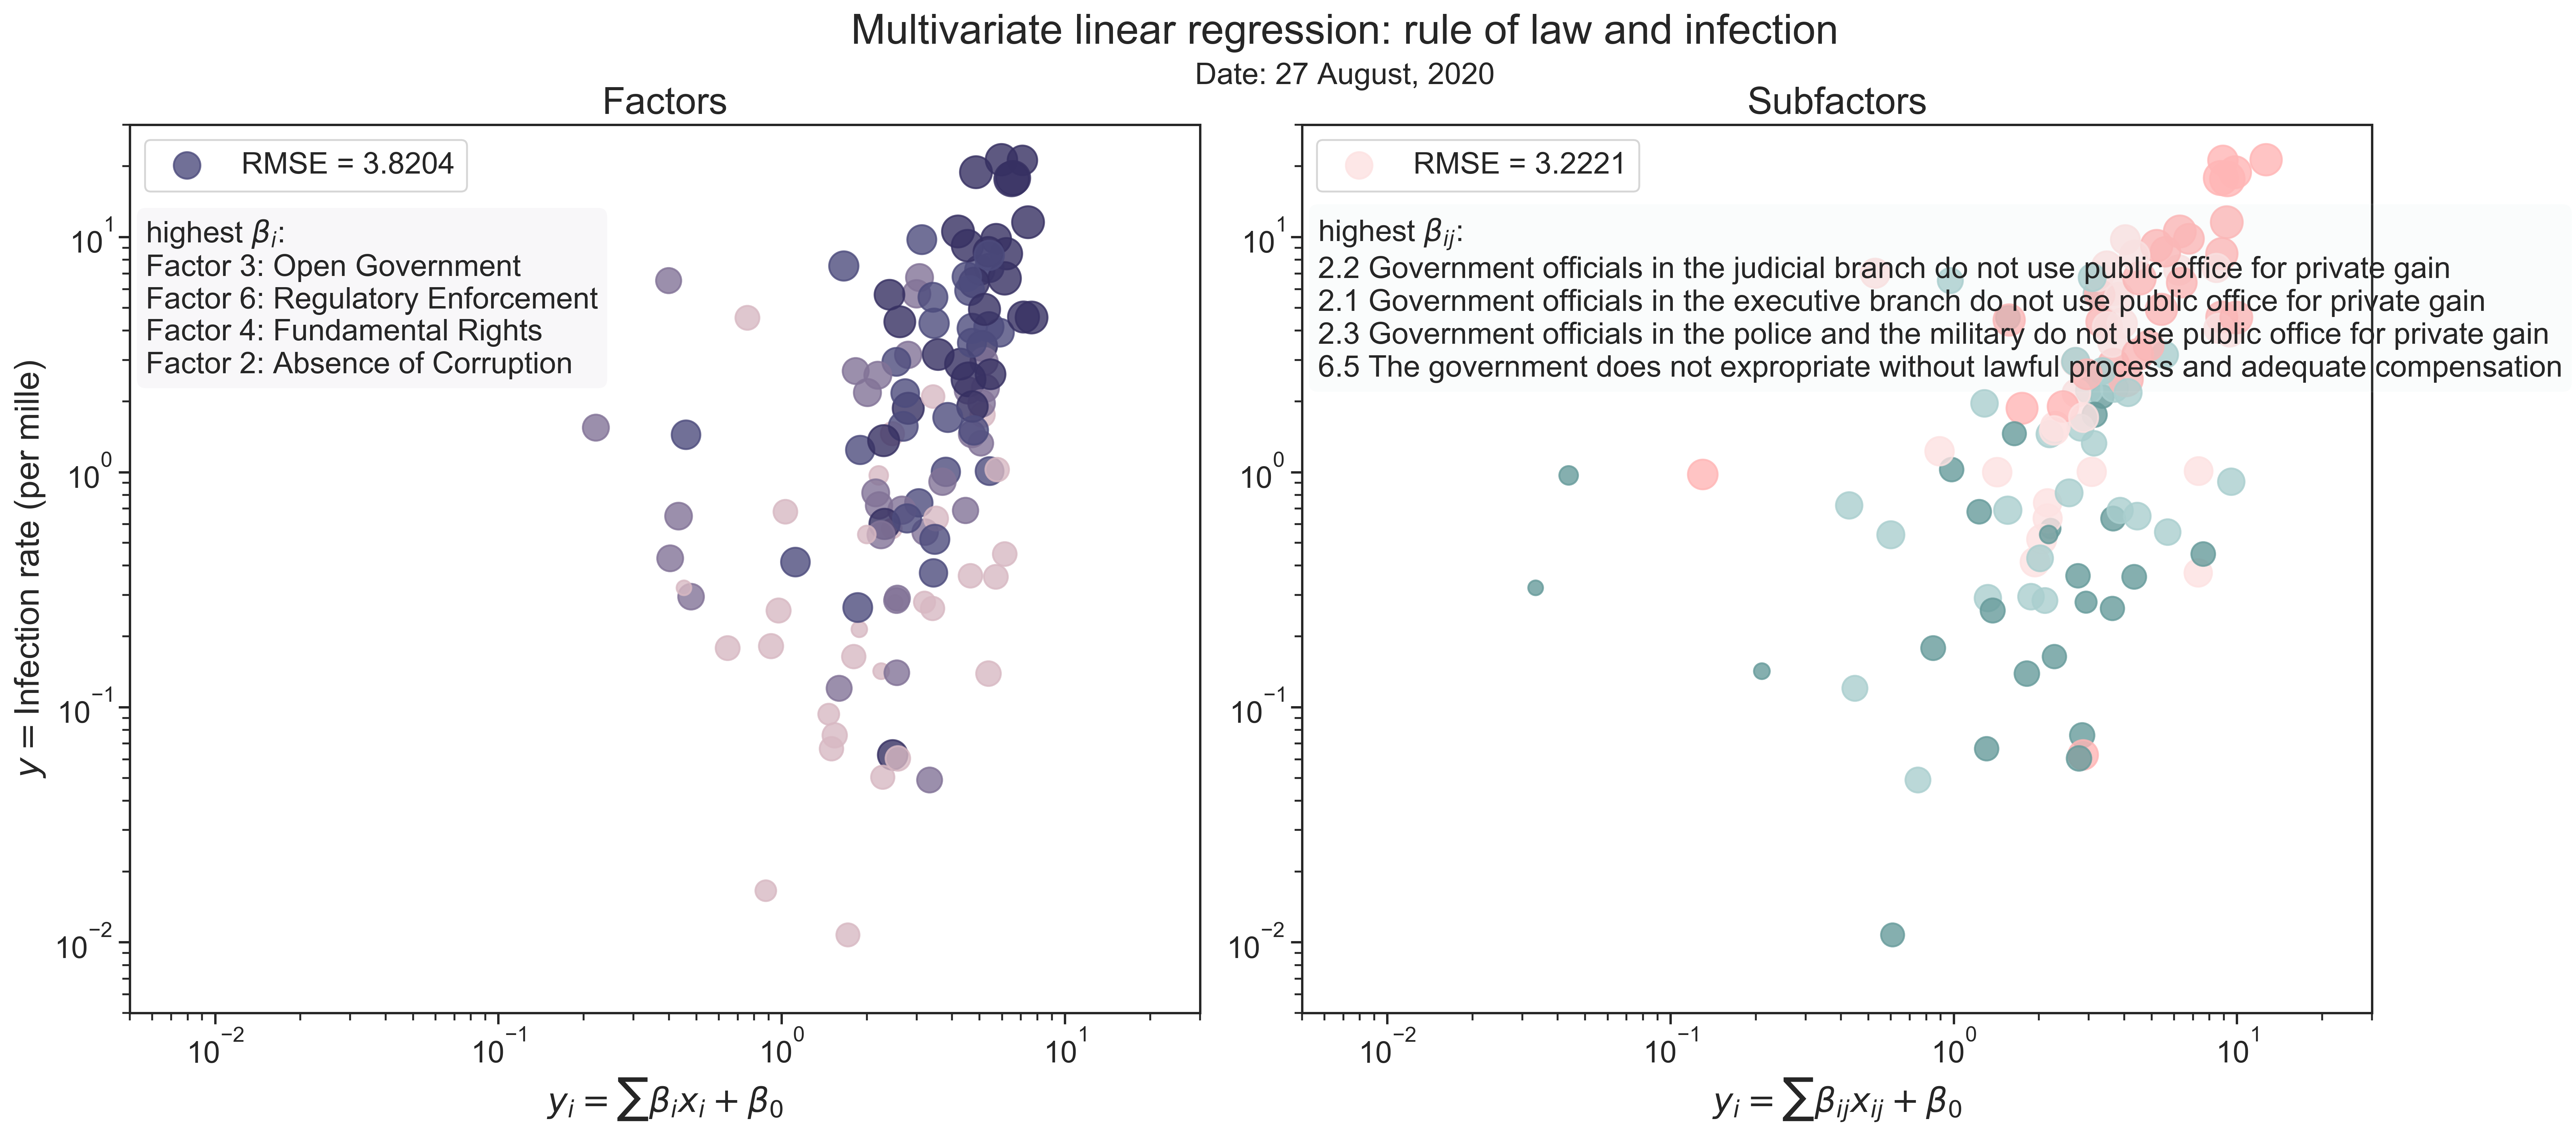 Multivariate linear regression: rule of law and infection
Date: 27 August, 2020
Factors
RMSE = 3.8204
highest βi:
Factor 3: Open Government
Factor 6: Regulatory Enforcement
Factor 4: Fundamental Rights
Factor 2: Absence of Corruption
y = Infection rate (per mille)
10^1
10^0
10^−1
10^−2
10^−2 10^−1 10^0 10^1
yi = ∑βixi + β0
Subfactors
RMSE = 3.2221
highest βij:
2.2 Government officials in the judicial branch do not use public office for private gain
2.1 Government officials in the executive branch do not use public office for private gain
2.3 Government officials in the police and the military do not use public office for private gain
6.5 The government does not expropriate without lawful process and adequate compensation
10^1
10^0
10^−1
10^−2
10^−2 10^−1 10^0 10^1
yi = ∑βijxij + β0